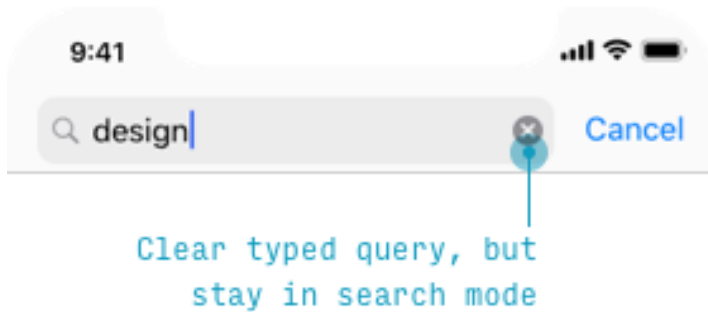 9:41
design
Cancel
Clear typed query, but
stay in search mode